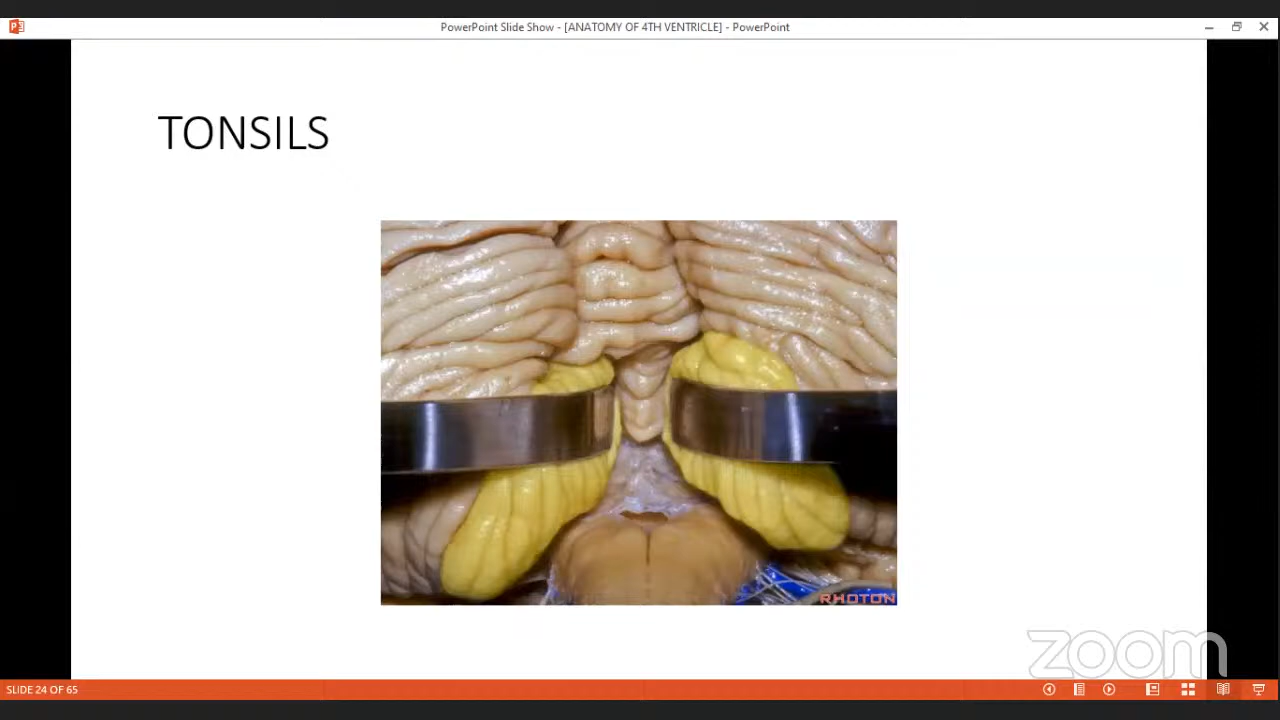 PowerPoint Slide Show - [ANATOMY OF 4TH VENTRICLE] - PowerPoint
TONSILS
RHOTON
zoom
SLIDE 24 OF 65